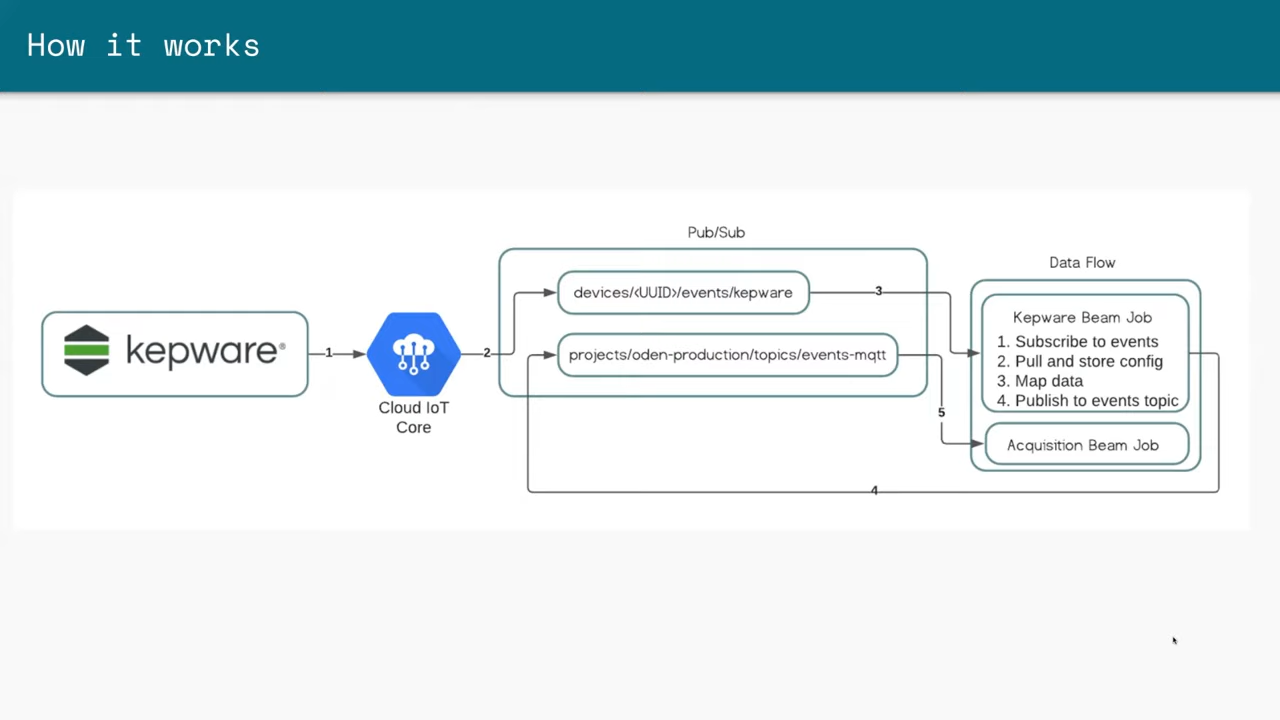 How it works
Pub/Sub
Data Flow
kepware®
1
Cloud IoT
Core
2
devices/<UUID>/events/kepware
3
projects/oden-production/topics/events-mqtt
5
Kepware Beam Job
1. Subscribe to events
2. Pull and store config
3. Map data
4. Publish to events topic
Acquisition Beam Job
4